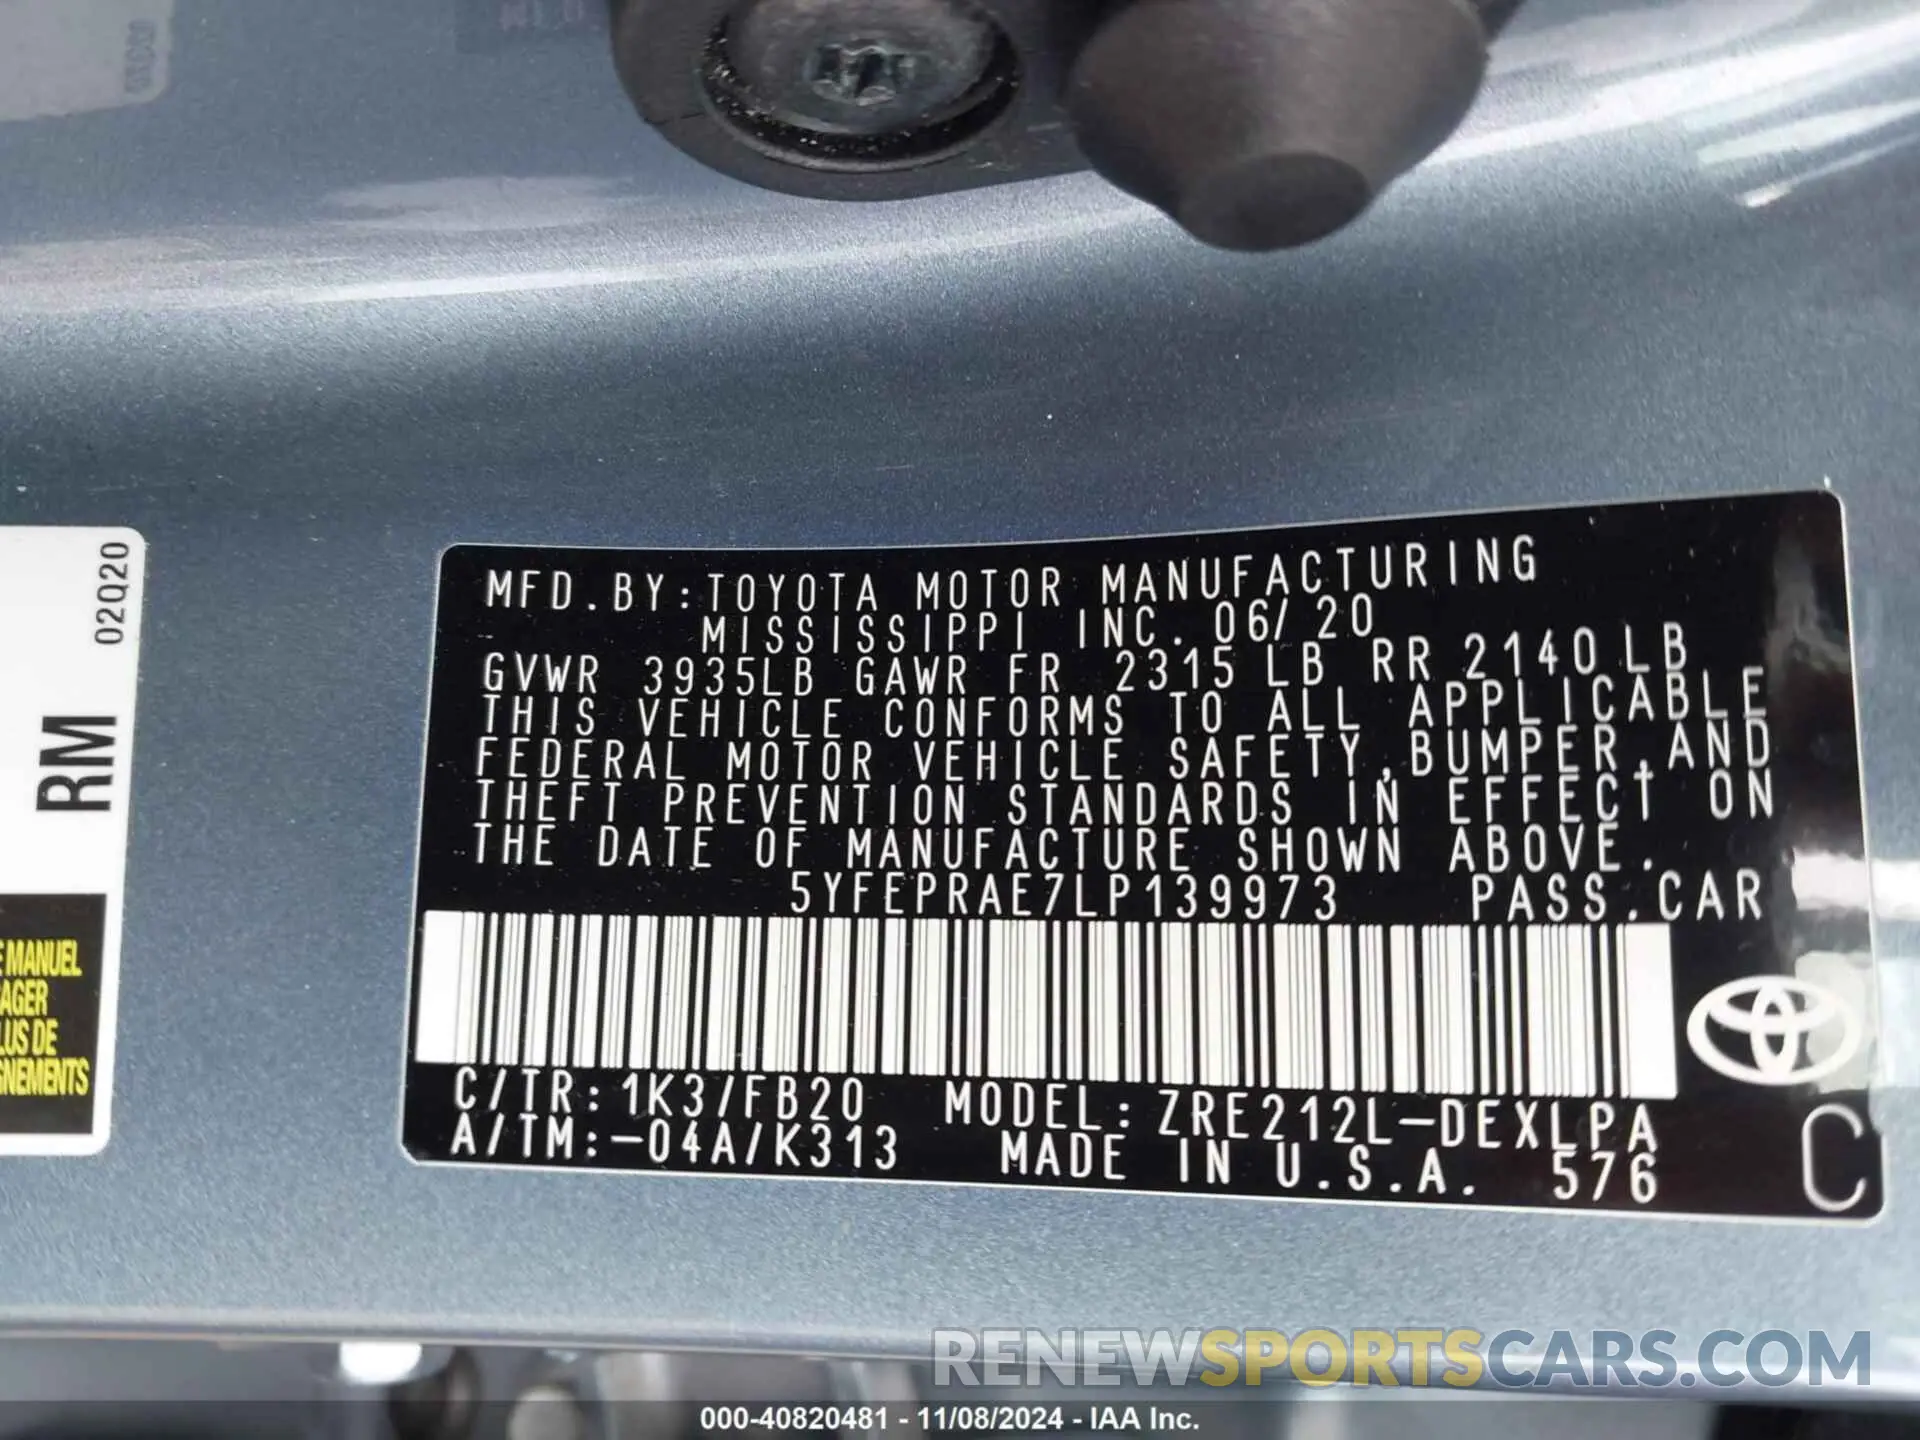 02Q20
RM
E MANUEL
AGER
LUS DE
GNEMENTS
MFD.BY:TOYOTA MOTOR MANUFACTURING
MISSISSIPPI INC. 06/20
GVWR 3935LB GAWR FR 2315LB RR 2140LB
THIS VEHICLE CONFORMS TO ALL APPLICABLE
FEDERAL MOTOR VEHICLE SAFETY,BUMPER,AND
THEFT PREVENTION STANDARDS IN EFFECT ON
THE DATE OF MANUFACTURE SHOWN ABOVE.
5YFEPRAE7LP139973 PASS.CAR
C/TR:1K3/FB20 MODEL:ZRE212L-DEXLPA
A/TM:-04A/K313 MADE IN U.S.A. 576
C
RENEWSPORTSCARS.COM
000-40820481 - 11/08/2024 - IAA Inc.